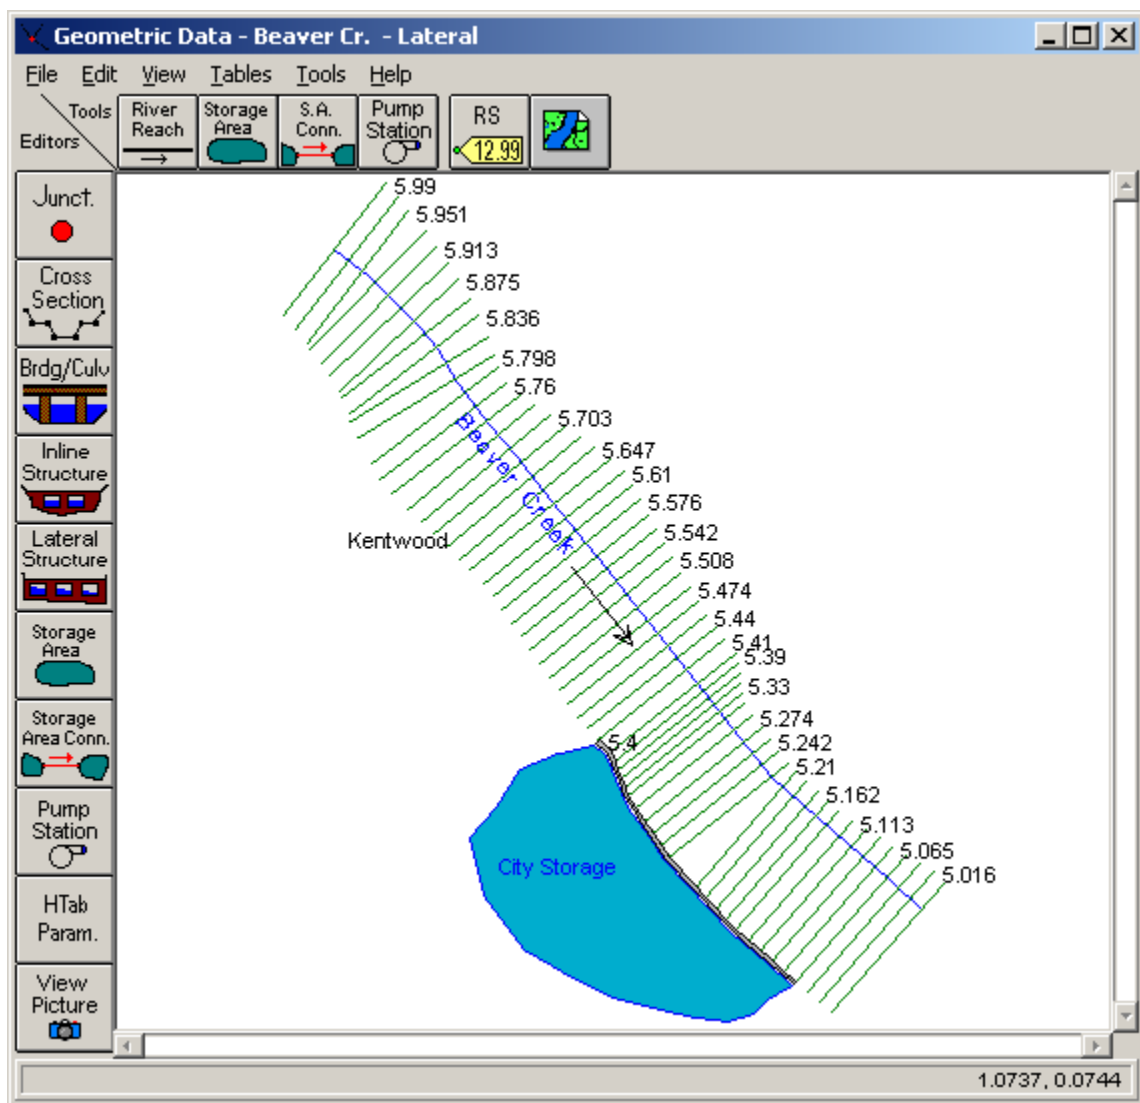 Geometric Data - Beaver Cr. - Lateral
File Edit View Tables Tools Help
Tools
Editors
River
Reach
Storage
Area
S.A.
Conn.
Pump
Station
RS
12.99
Junct.
Cross
Section
Brdg/Culv
Inline
Structure
Lateral
Structure
Storage
Area
Storage
Area Conn.
Pump
Station
HTab
Param.
View
Picture
5.99
5.951
5.913
5.875
5.836
5.798
5.76
5.703
5.647
5.61
5.576
5.542
5.508
5.474
5.44
5.41
5.39
5.33
5.274
5.242
5.21
5.162
5.113
5.065
5.016
Beaver Creek
Kentwood
5.4
City Storage
1.0737, 0.0744